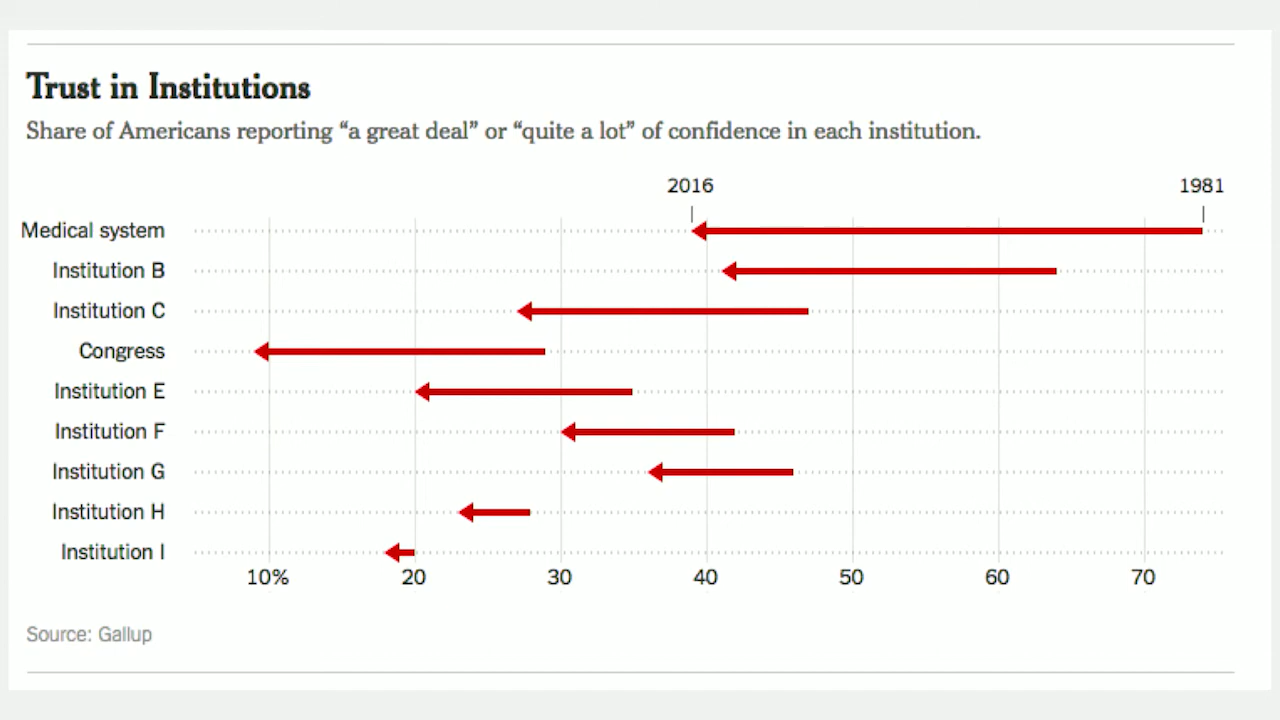 Trust in Institutions
Share of Americans reporting “a great deal” or “quite a lot” of confidence in each institution.
2016 1981
Medical system
Institution B
Institution C
Congress
Institution E
Institution F
Institution G
Institution H
Institution I
10% 20 30 40 50 60 70
Source: Gallup